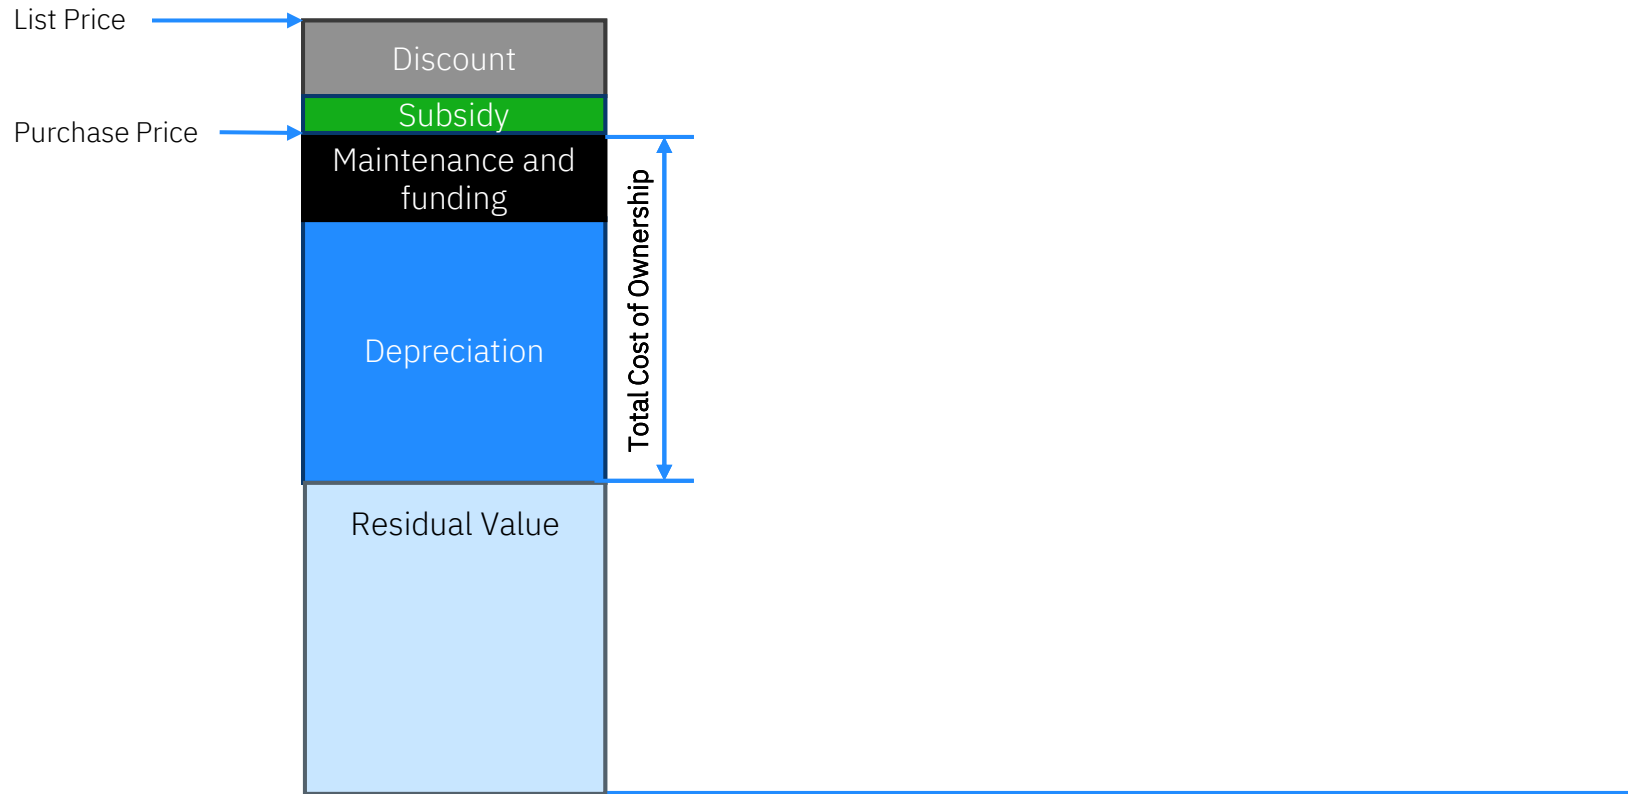 List Price
Discount
Subsidy
Purchase Price
Maintenance and
funding
Total Cost of Ownership
Depreciation
Residual Value